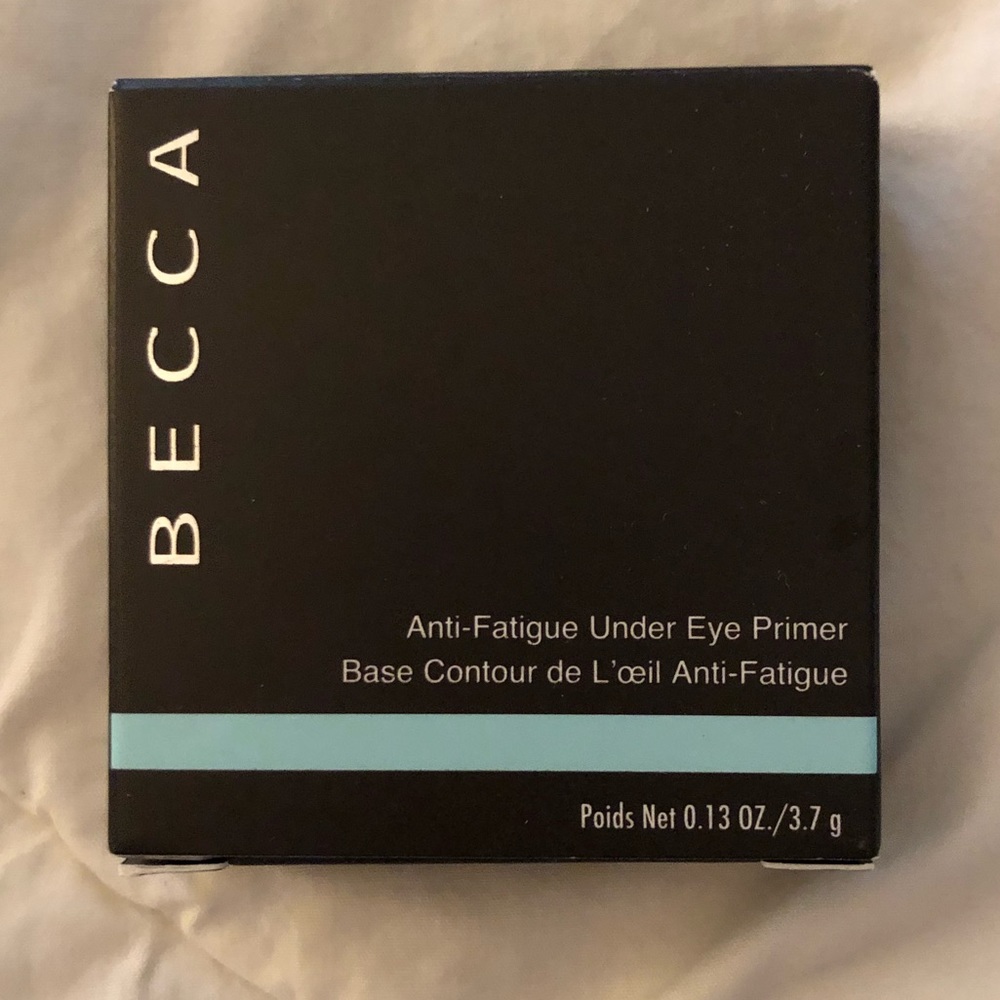 BECCA
Anti-Fatigue Under Eye Primer
Base Contour de L'œil Anti-Fatigue
Poids Net 0.13 OZ./3.7 g